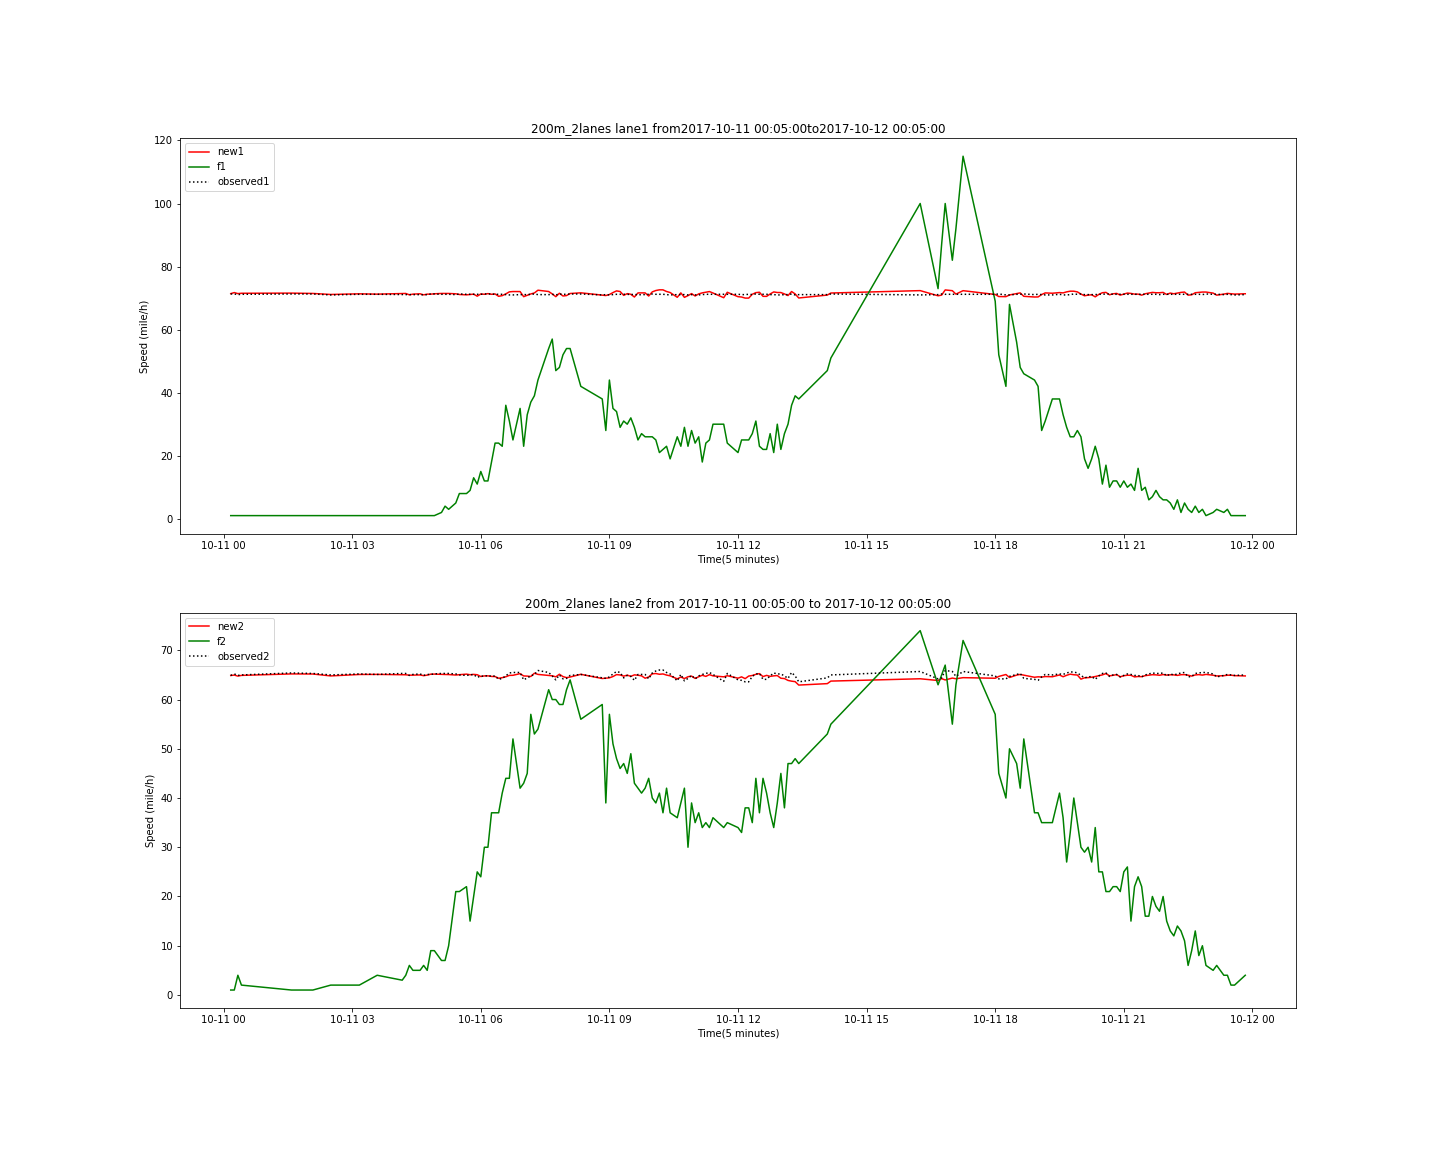 200m_2lanes lane1 from2017-10-11 00:05:00to2017-10-12 00:05:00
new1
f1
observed1
120
100
80
60
40
20
0
Speed (mile/h)
10-11 00 10-11 03 10-11 06 10-11 09 10-11 12 10-11 15 10-11 18 10-11 21 10-12 00
Time(5 minutes)
200m_2lanes lane2 from 2017-10-11 00:05:00 to 2017-10-12 00:05:00
new2
f2
observed2
70
60
50
40
30
20
10
0
Speed (mile/h)
10-11 00 10-11 03 10-11 06 10-11 09 10-11 12 10-11 15 10-11 18 10-11 21 10-12 00
Time(5 minutes)